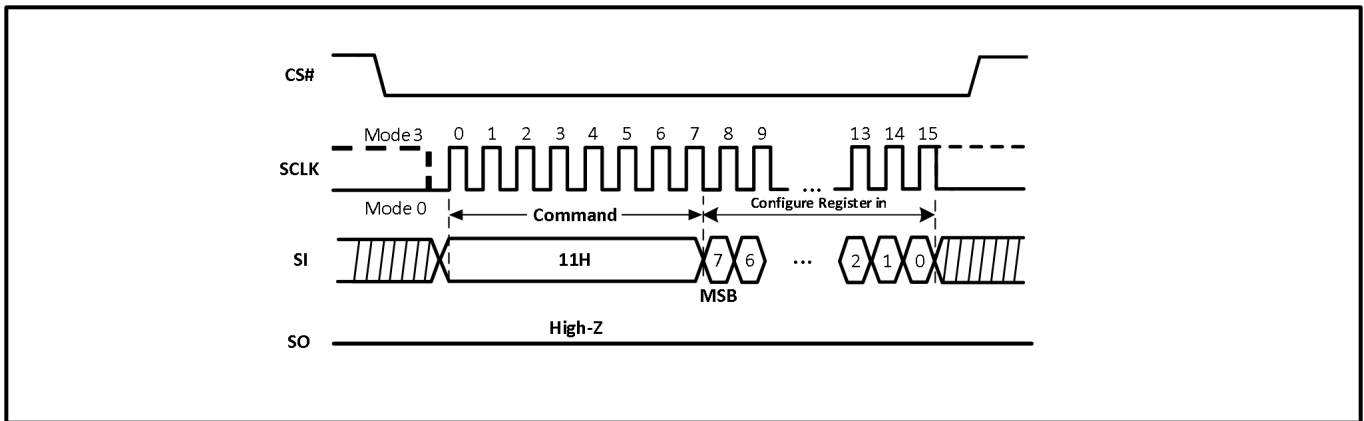 CS#
Mode 3 0 1 2 3 4 5 6 7 8 9 13 14 15
SCLK
...
Mode 0
Command
Configure Register in
SI
11H
7 6 ... 2 1 0
MSB
High-Z
SO